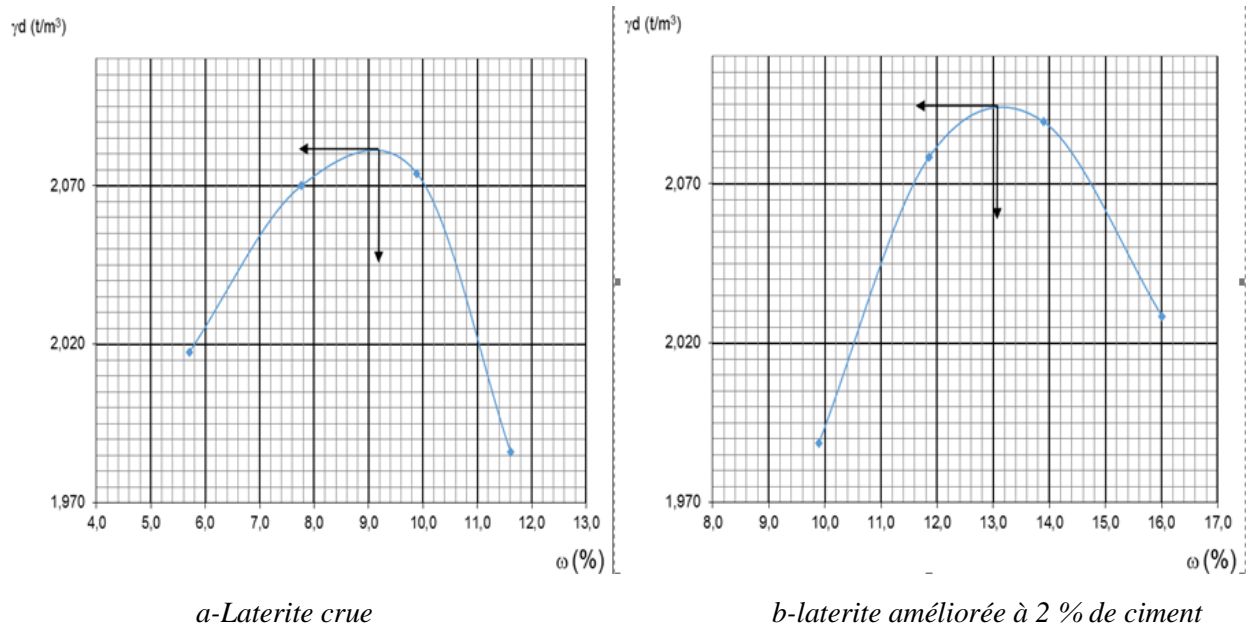 γd (t/m³)
2,070
2,020
1,970
4,0 5,0 6,0 7,0 8,0 9,0 10,0 11,0 12,0 13,0
ω (%)
a-Laterite crue
γd (t/m³)
2,070
2,020
1,970
8,0 9,0 10,0 11,0 12,0 13,0 14,0 15,0 16,0 17,0
ω (%)
b-laterite améliorée à 2 % de ciment